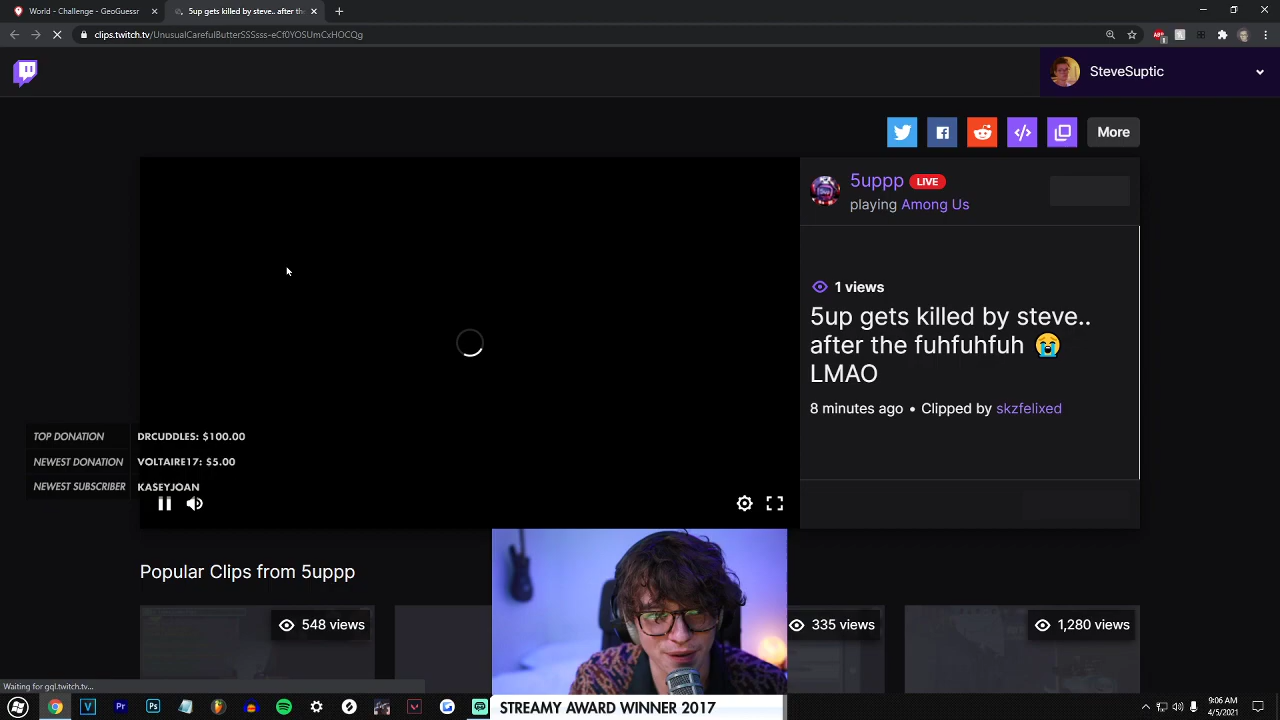 World - Challenge - GeoGuessr
5up gets killed by steve.. after the
clips.twitch.tv/UnusualCarefulButterSSSsss-eCf0YOSUmCxHOCQg
SteveSuptic
More
5uppp LIVE
playing Among Us
1 views
5up gets killed by steve..
after the fuhfuhfuh 😭
LMAO
8 minutes ago • Clipped by skzfelixed
TOP DONATION DRCUDDLES: $100.00
NEWEST DONATION VOLTAIRE17: $5.00
NEWEST SUBSCRIBER KASEYJOAN
Popular Clips from 5uppp
548 views
335 views
1,280 views
Waiting for gql.twitch.tv...
STREAMY AWARD WINNER 2017
9:06 AM
4/5/2021